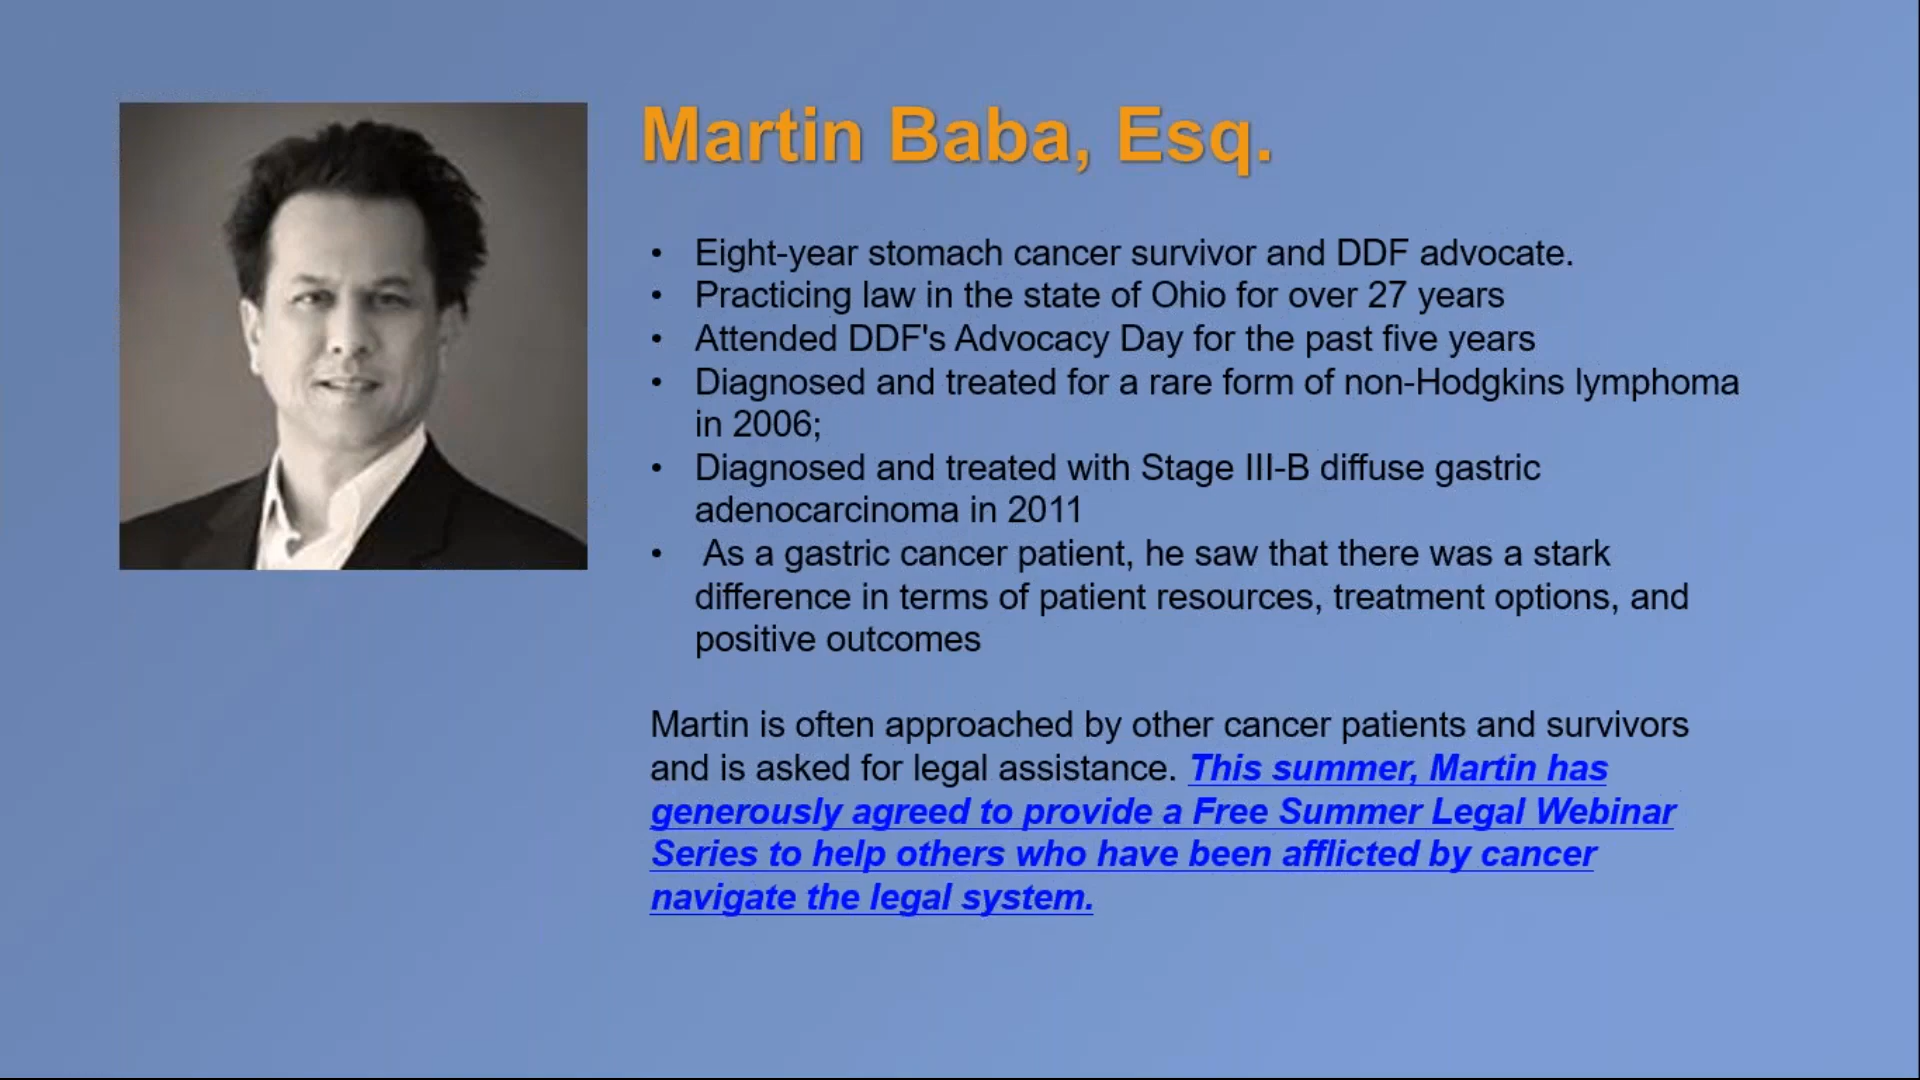 Martin Baba, Esq.
• Eight-year stomach cancer survivor and DDF advocate.
• Practicing law in the state of Ohio for over 27 years
• Attended DDF's Advocacy Day for the past five years
• Diagnosed and treated for a rare form of non-Hodgkins lymphoma
in 2006;
• Diagnosed and treated with Stage III-B diffuse gastric
adenocarcinoma in 2011
• As a gastric cancer patient, he saw that there was a stark
difference in terms of patient resources, treatment options, and
positive outcomes
Martin is often approached by other cancer patients and survivors
and is asked for legal assistance. This summer, Martin has
generously agreed to provide a Free Summer Legal Webinar
Series to help others who have been afflicted by cancer
navigate the legal system.